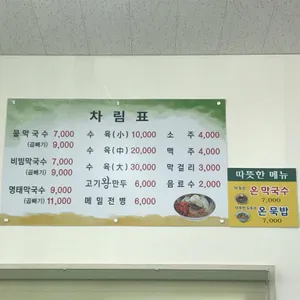 차림표
물막국수 7,000
(곱빼기) 9,000
비빔막국수 7,000
(곱빼기) 9,000
명태막국수 9,000
(곱빼기) 11,000
수육(小) 10,000
수육(中) 20,000
수육(大) 30,000
고기왕만두 6,000
메밀전병 6,000
소주 4,000
맥주 4,000
막걸리 3,000
음료수 2,000
따뜻한 메뉴
온막국수
7,000
온묵밥
7,000